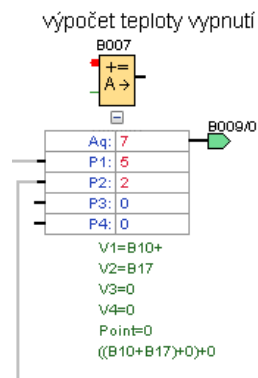 výpočet teploty vypnutí
B007
+=
A→
B009/0
Aq: 7
P1: 5
P2: 2
P3: 0
P4: 0
V1=B10+
V2=B17
V3=0
V4=0
Point=0
((B10+B17)+0)+0